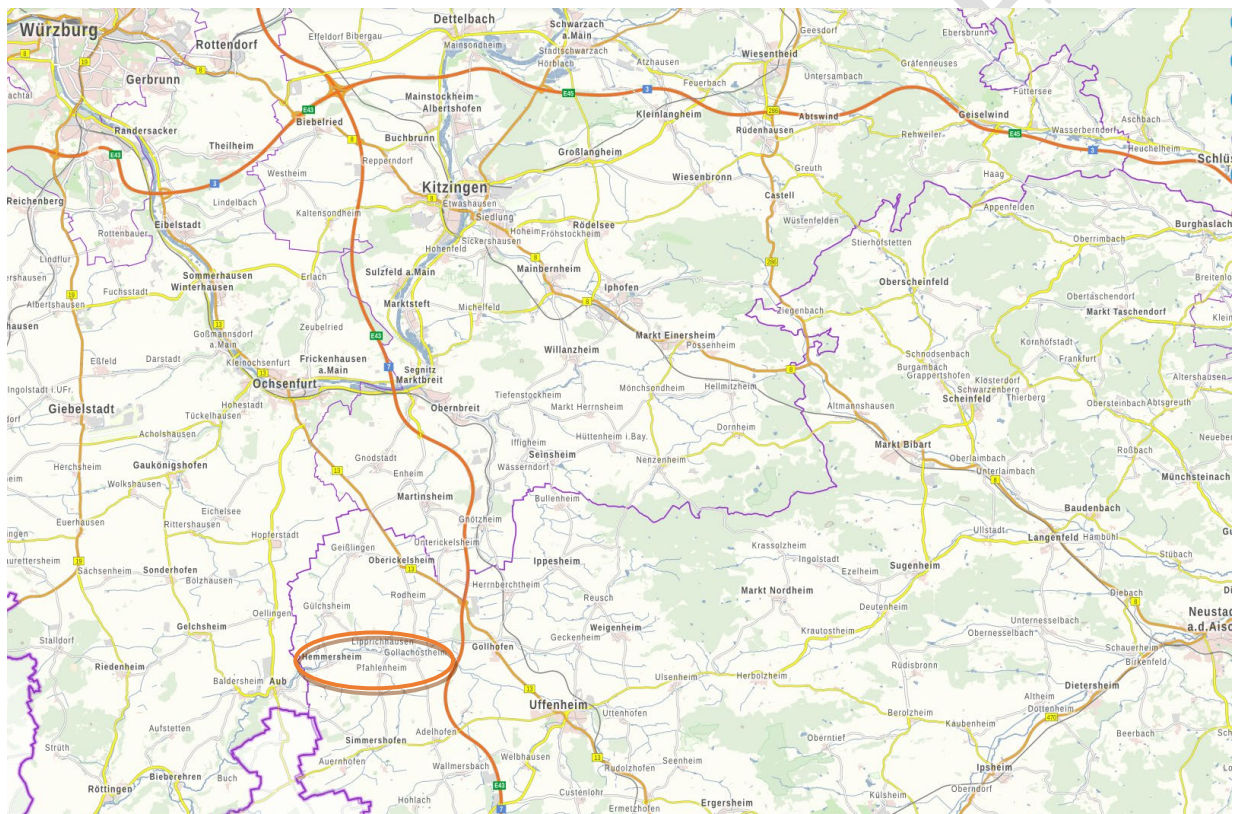 Würzburg
Rottendorf
Effeldorf
Bibergau
Dettelbach
Mainsondheim
Schwarzach
a.Main
Stadtschwarzach
Hörblach
Atzhausen
Wiesentheid
Geesdorf
Ebersbrunn
Gräfenneuses
Untersambach
Füttersee
Gerbrunn
Mainstockheim
Albertshofen
Feuerbach
Kleinlangheim
Rüdenhausen
Abtswind
Geiselwind
Aschbach
Wasserberndorf
Heuchelheim
Rehweiler
Schlüs
Randersacker
Biebelried
Buchbrunn
Theilheim
Repperndorf
Großlangheim
Westheim
Kitzingen
Wiesenbronn
Greuth
Haag
Castell
Reichenberg
Lindelbach
Etwashausen
Siedlung
Kaltensondheim
Rottenbauer
Eibelstadt
Hoheim
Fröhstockheim
Rödelsee
Wüstenfelden
Appenfelden
Burghaslach
Sickershausen
Hohenfeld
Stierhöfstetten
Oberrimbach
Lindflur
Sommerhausen
Winterhausen
Erlach
Sulzfeld a.Main
Mainbernheim
Iphofen
Oberscheinfeld
Fuchsstadt
Albertshausen
Obertaschendorf
Markt Taschendorf
Marktsteft
Michelfeld
Ziegenbach
Goßmannsdorf
a.Main
Zeubelried
Markt Einersheim
Possenheim
Kornhöfstadt
Eßfeld
Darstadt
Kleinochsenfurt
Frickenhausen
a.Main
Willanzheim
Schnodsenbach
Frankfurt
Burgambach
Grappertshofen
Ochsenfurt
Segnitz
Marktbreit
Klosterdorf
Schwarzenberg
Altershausen
Ingolstadt i.UFr.
Mönchsondheim
Hellmitzheim
Scheinfeld
Thierberg
Obersteinbach
Abtsgreuth
Giebelstadt
Hohestadt
Tückelhausen
Obernbreit
Tiefenstockheim
Markt Herrnsheim
Altmannshausen
Acholshausen
Dornheim
Iffigheim
Hüttenheim i.Bay.
Markt Bibart
Seinsheim
Nenzenheim
Roßbach
Gnodstadt
Oberlaimbach
Unterlaimbach
Herchsheim
Gaukönigshofen
Wolkshausen
Enheim
Wässerndorf
Münchsteinach
Martinsheim
Bullenheim
Eichelsee
Baudenbach
Euerhausen
Rittershausen
Gnötzheim
Hopferstadt
Ullstadt
Langenfeld
Hambühl
Geißlingen
Unterickelsheim
Krassolzheim
Stübach
Oberickelsheim
Ippesheim
Ingolstadt
Sächsenheim
Sonderhofen
Bolzhausen
Ezelheim
Sugenheim
Herrnberchtheim
Markt Nordheim
Rodheim
Reusch
Diebach
Gülchsheim
Deutenheim
Neustad
a.d.Aisc
Oellingen
Unternesselbach
Gelchsheim
Weigenheim
Krautostheim
Obernesselbach
Geckenheim
Stalldorf
Lipprichhausen
Gollachostheim
Gollhofen
Schauerheim
Hemmersheim
Pfahlenheim
Rüdisbronn
Birkenfeld
Riedenheim
Ulsenheim
Herbolzheim
Baldersheim
Aub
Dietersheim
Altheim
Dottenheim
Uffenheim
Uttenhofen
Berolzheim
Kaubenheim
Aufstetten
Adelhofen
Oberntief
Beerbach
Simmershofen
Strüth
Welbhausen
Auernhofen
Wallmersbach
Rudolzhofen
Seenheim
Ipsheim
Bieberehren
Buch
Röttingen
Custenlohr
Oberndorf
Hohlach
Külsheim
Ergersheim
Ermetzhofen